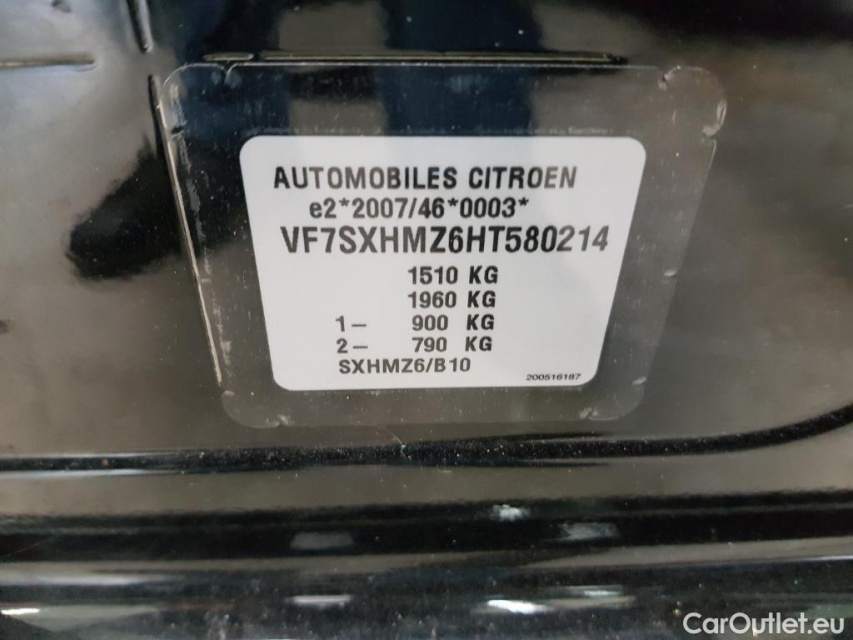 AUTOMOBILES CITROEN
e2*2007/46*0003*
VF7SXHMZ6HT580214
1510 KG
1960 KG
1– 900 KG
2– 790 KG
SXHMZ6/B10
200516187
CarOutlet.eu